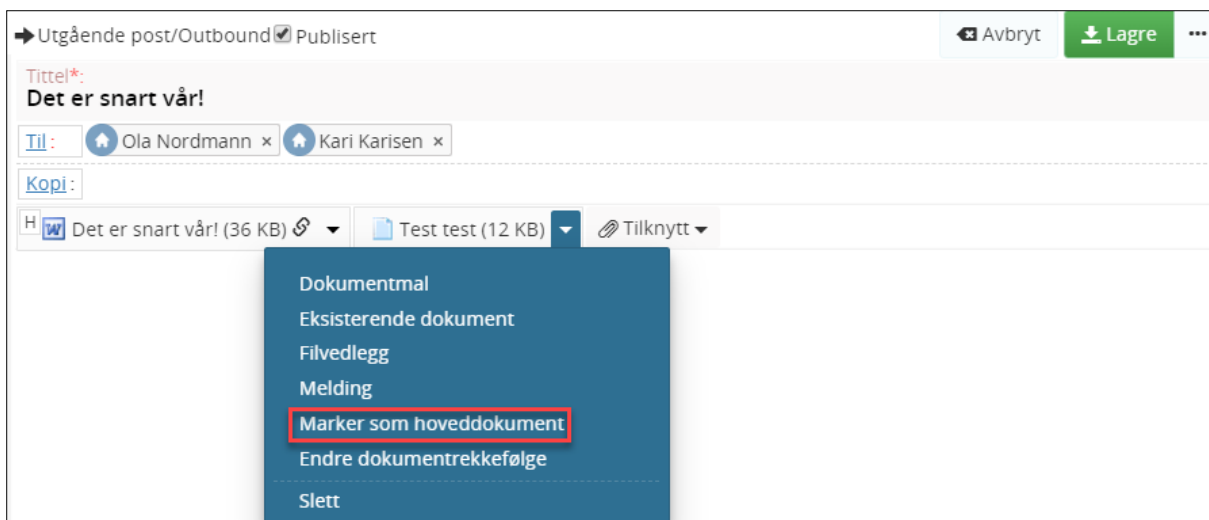 Utgående post/Outbound Publisert Avbryt Lagre ...
Tittel*:
Det er snart vår!
Til: Ola Nordmann × Kari Karisen ×
Kopi:
H W Det er snart vår! (36 KB) Test test (12 KB) Tilknytt
Dokumentmal
Eksisterende dokument
Filvedlegg
Melding
Marker som hoveddokument
Endre dokumentrekkefølge
Slett